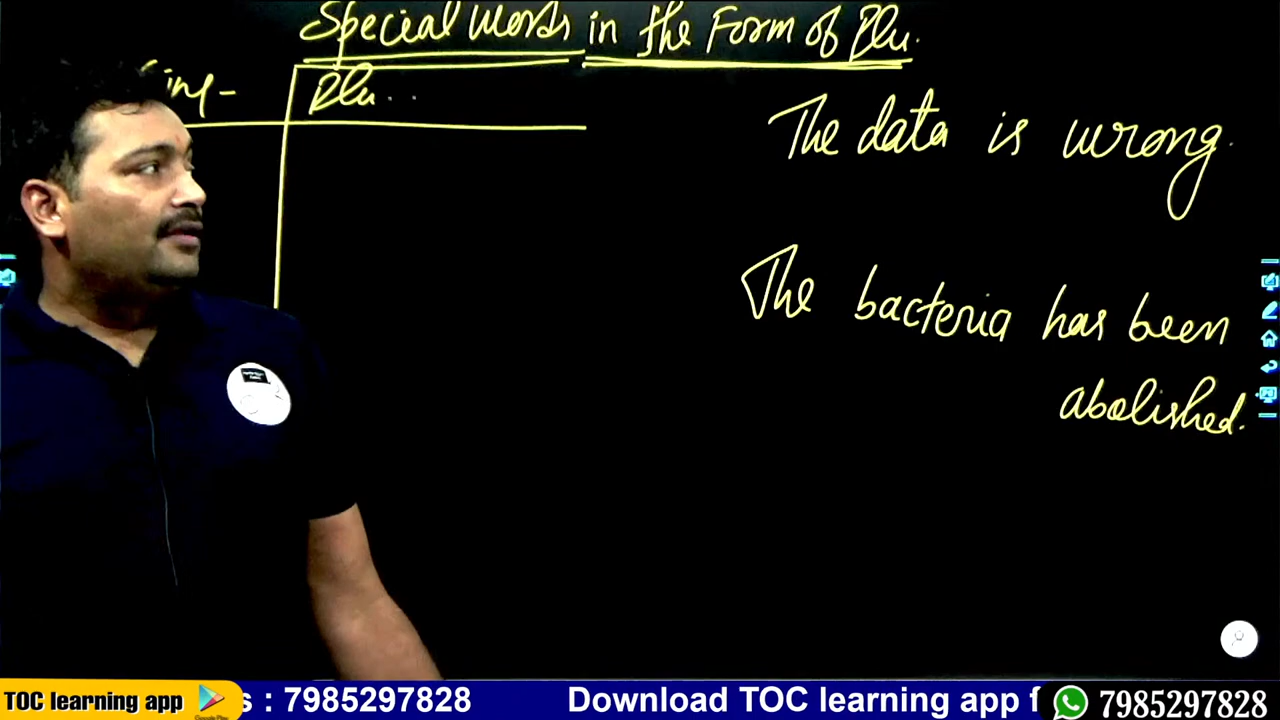 Special Words in the Form of Plu.
Sing- Plu..
The data is wrong.
The bacteria has been
abolished.
TOC learning app
s : 7985297828 Download TOC learning app f
7985297828